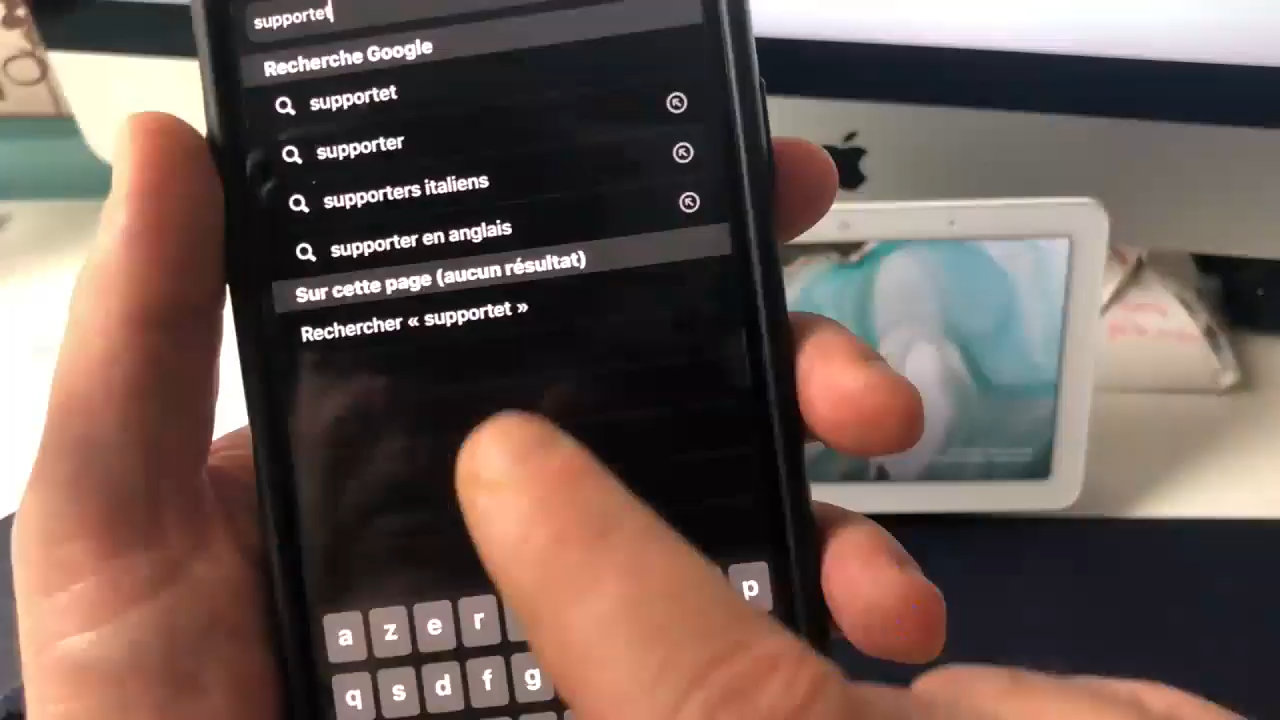 supportet
Recherche Google
supportet
supporter
supporters italiens
supporter en anglais
Sur cette page (aucun résultat)
Rechercher « supportet »
p
a z e r
q s d f g